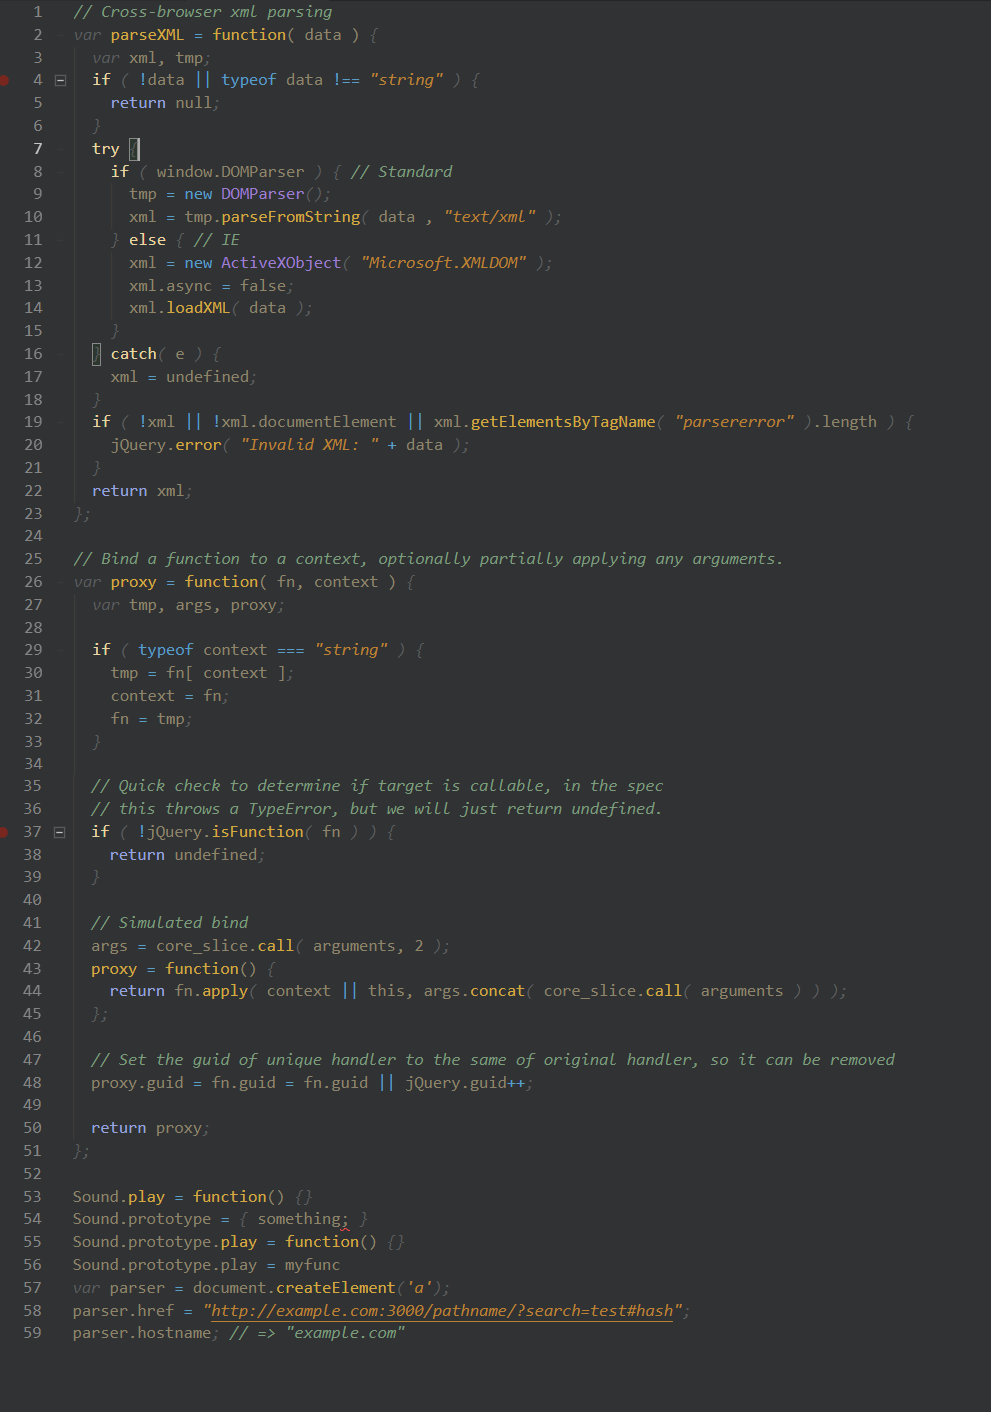 1 // Cross-browser xml parsing
2 var parseXML = function( data ) {
3 var xml, tmp;
4 if ( !data || typeof data !== "string" ) {
5 return null;
6 }
7 try {
8 if ( window.DOMParser ) { // Standard
9 tmp = new DOMParser();
10 xml = tmp.parseFromString( data , "text/xml" );
11 } else { // IE
12 xml = new ActiveXObject( "Microsoft.XMLDOM" );
13 xml.async = false;
14 xml.loadXML( data );
15 }
16 } catch( e ) {
17 xml = undefined;
18 }
19 if ( !xml || !xml.documentElement || xml.getElementsByTagName( "parsererror" ).length ) {
20 jQuery.error( "Invalid XML: " + data );
21 }
22 return xml;
23 };
24
25 // Bind a function to a context, optionally partially applying any arguments.
26 var proxy = function( fn, context ) {
27 var tmp, args, proxy;
28
29 if ( typeof context === "string" ) {
30 tmp = fn[ context ];
31 context = fn;
32 fn = tmp;
33 }
34
35 // Quick check to determine if target is callable, in the spec
36 // this throws a TypeError, but we will just return undefined.
37 if ( !jQuery.isFunction( fn ) ) {
38 return undefined;
39 }
40
41 // Simulated bind
42 args = core_slice.call( arguments, 2 );
43 proxy = function() {
44 return fn.apply( context || this, args.concat( core_slice.call( arguments ) ) );
45 };
46
47 // Set the guid of unique handler to the same of original handler, so it can be removed
48 proxy.guid = fn.guid = fn.guid || jQuery.guid++;
49
50 return proxy;
51 };
52
53 Sound.play = function() {}
54 Sound.prototype = { something; }
55 Sound.prototype.play = function() {}
56 Sound.prototype.play = myfunc
57 var parser = document.createElement('a');
58 parser.href = "http://example.com:3000/pathname/?search=test#hash";
59 parser.hostname; // => "example.com"